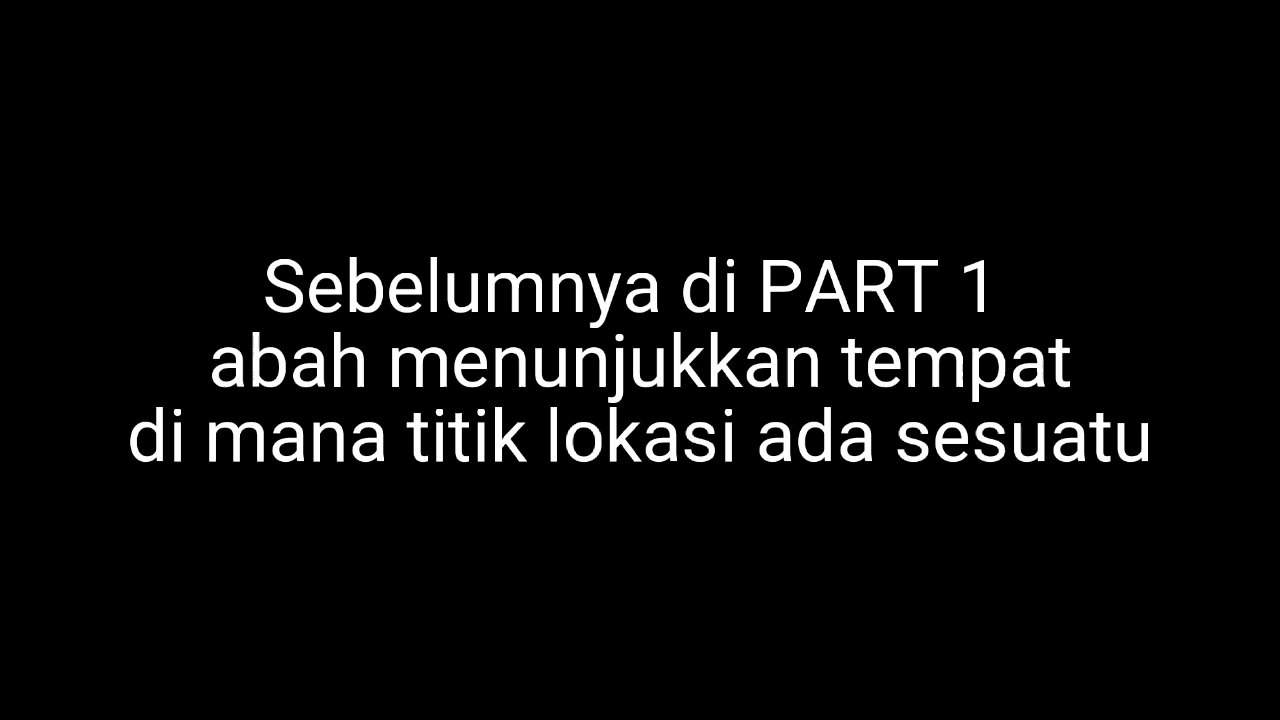 Sebelumnya di PART 1
abah menunjukkan tempat
di mana titik lokasi ada sesuatu